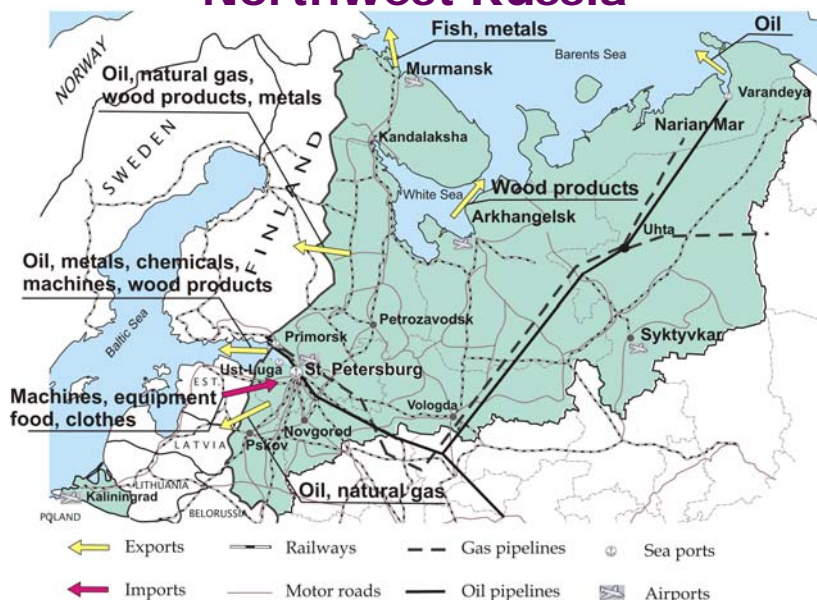 Northwest Russia
Fish, metals
Oil
Barents Sea
NORWAY
Murmansk
Oil, natural gas,
wood products, metals
Varandeya
Narian Mar
SWEDEN
Kandalaksha
FINLAND
White Sea
Wood products
Arkhangelsk
Uhta
Oil, metals, chemicals,
machines, wood products
Baltic Sea
Petrozavodsk
Primorsk
Syktyvkar
Ust-Luga
St. Petersburg
EST.
Machines, equipment
food, clothes
Vologda
Novgorod
LATVIA
Pskov
LITHUANIA
Kaliningrad
Oil, natural gas
POLAND
BELORUSSIA
Exports
Railways
Gas pipelines
Sea ports
Imports
Motor roads
Oil pipelines
Airports